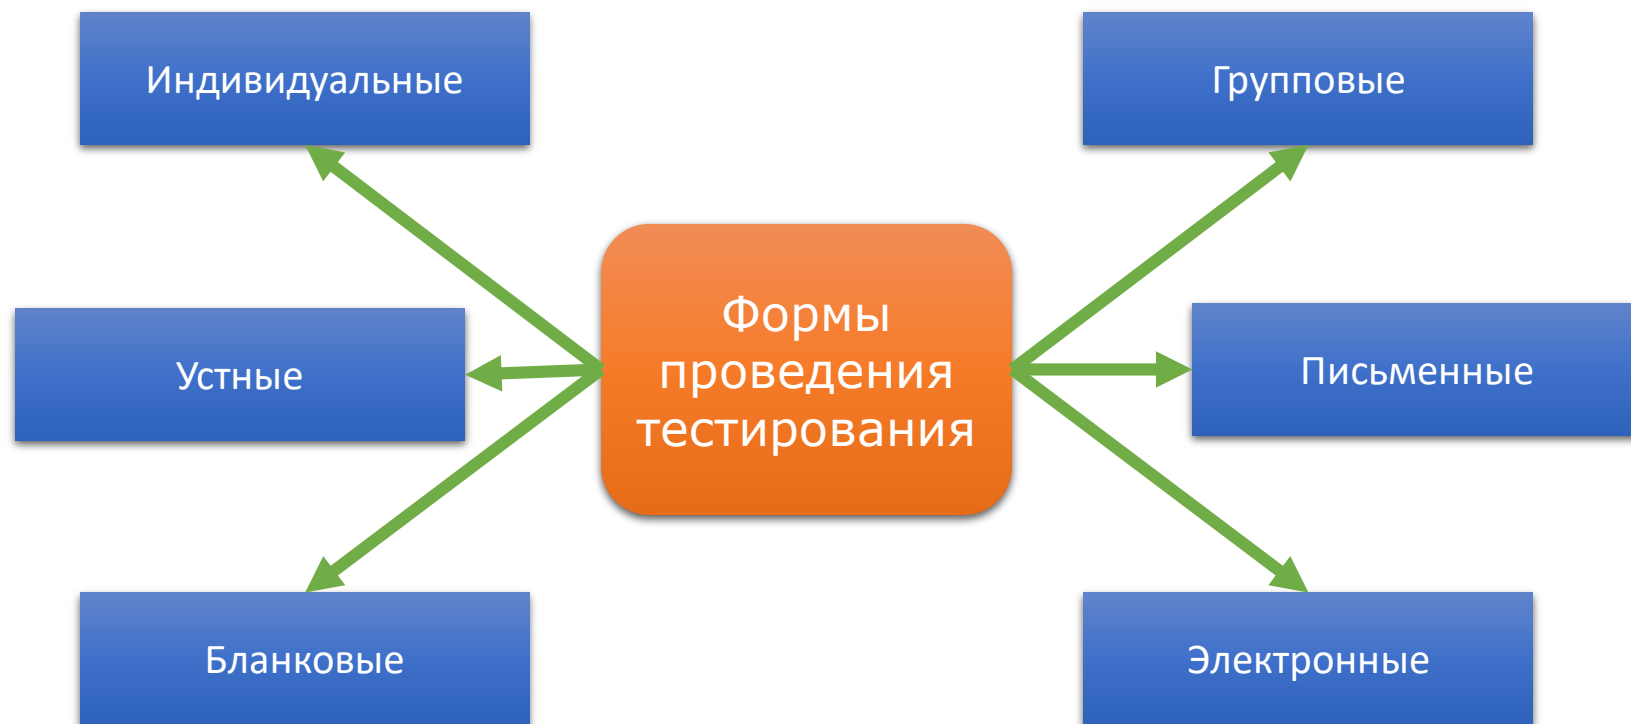 Индивидуальные
Групповые
Формы
проведения
тестирования
Устные
Письменные
Бланковые
Электронные